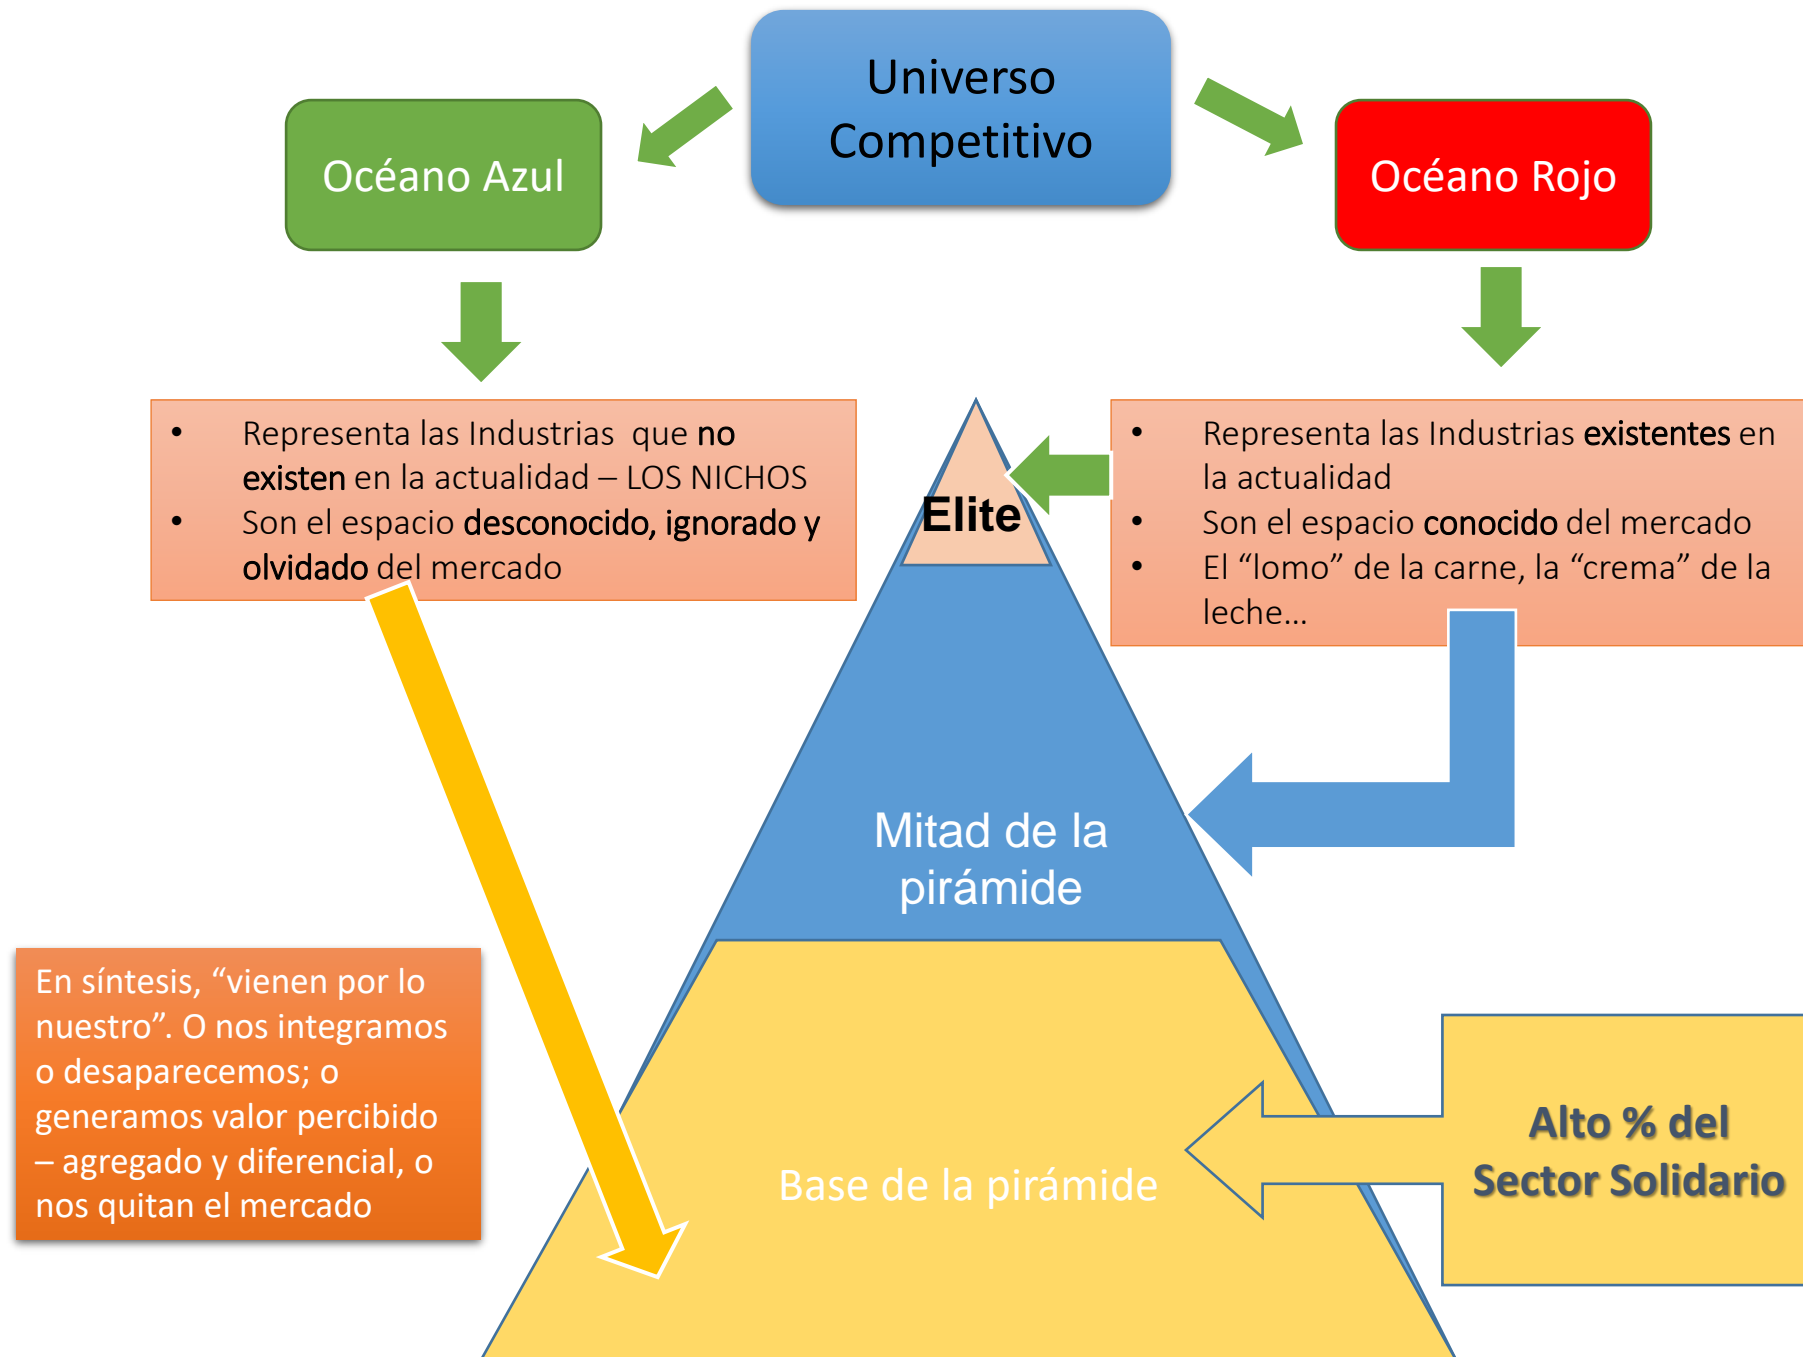 Universo
Competitivo
Océano Azul
Océano Rojo
• Representa las Industrias  que no
existen en la actualidad – LOS NICHOS
• Son el espacio desconocido, ignorado y
olvidado del mercado
• Representa las Industrias existentes en
la actualidad
• Son el espacio conocido del mercado
• El “lomo” de la carne, la “crema” de la
leche…
Elite
Mitad de la
pirámide
En síntesis, “vienen por lo
nuestro”. O nos integramos
o desaparecemos; o
generamos valor percibido
– agregado y diferencial, o
nos quitan el mercado
Base de la pirámide
Alto % del
Sector Solidario